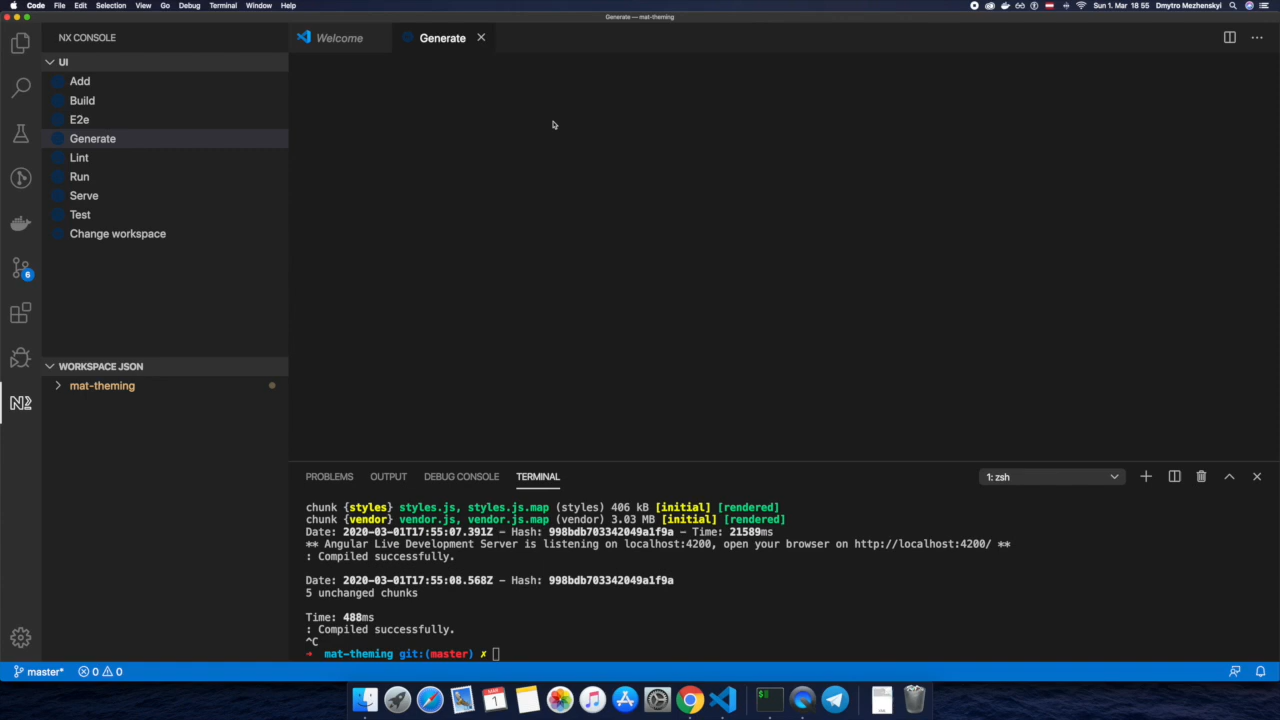 Code File Edit Selection View Go Debug Terminal Window Help Sun 1. Mar 18 55 Dmytro Mezhenskyi
Generate — mat-theming
NX CONSOLE
Welcome
Generate
UI
Add
Build
E2e
Generate
Lint
Run
Serve
Test
Change workspace
6
WORKSPACE JSON
mat-theming
PROBLEMS OUTPUT DEBUG CONSOLE TERMINAL 1: zsh
chunk {styles} styles.js, styles.js.map (styles) 406 kB [initial] [rendered]
chunk {vendor} vendor.js, vendor.js.map (vendor) 3.03 MB [initial] [rendered]
Date: 2020-03-01T17:55:07.391Z - Hash: 998bdb703342049a1f9a - Time: 21589ms
** Angular Live Development Server is listening on localhost:4200, open your browser on http://localhost:4200/ **
: Compiled successfully.
Date: 2020-03-01T17:55:08.568Z - Hash: 998bdb703342049a1f9a
5 unchanged chunks
Time: 488ms
: Compiled successfully.
^C
→ mat-theming git:(master) ✗
master* 0 0
1